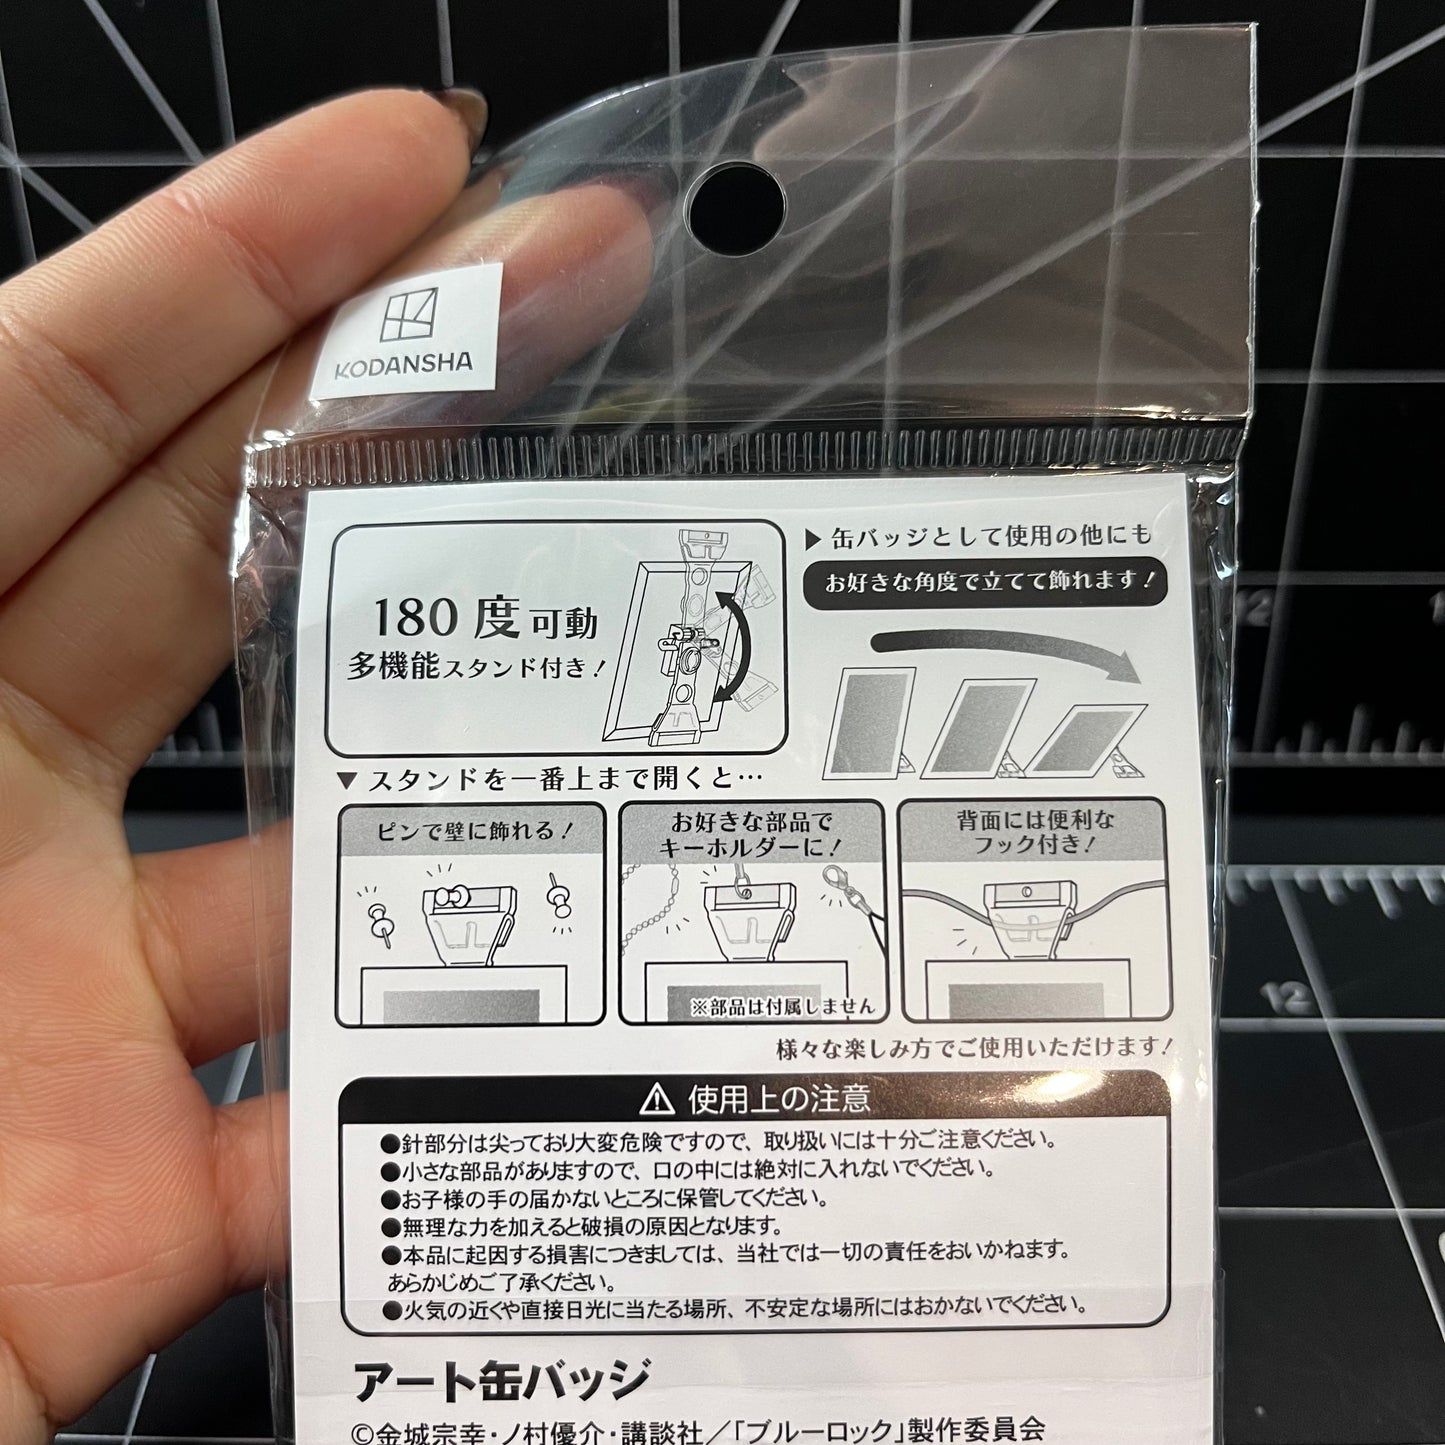 KODANSHA
180度可動
多機能スタンド付き!
▶缶バッジとして使用の他にも
お好きな角度で立てて飾れます!
▼スタンドを一番上まで開くと…
ピンで壁に飾れる!
お好きな部品で
キーホルダーに!
※部品は付属しません
背面には便利な
フック付き!
様々な楽しみ方でご使用いただけます!
使用上の注意
●針部分は尖っており大変危険ですので、取り扱いには十分ご注意ください。
●小さな部品がありますので、口の中には絶対に入れないでください。
●お子様の手の届かないところに保管してください。
●無理な力を加えると破損の原因となります。
●本品に起因する損害につきましては、当社では一切の責任をおいかねます。
あらかじめご了承ください。
●火気の近くや直接日光に当たる場所、不安定な場所にはおかないでください。
アート缶バッジ
©金城宗幸・ノ村優介・講談社/「ブルーロック」製作委員会
12
12